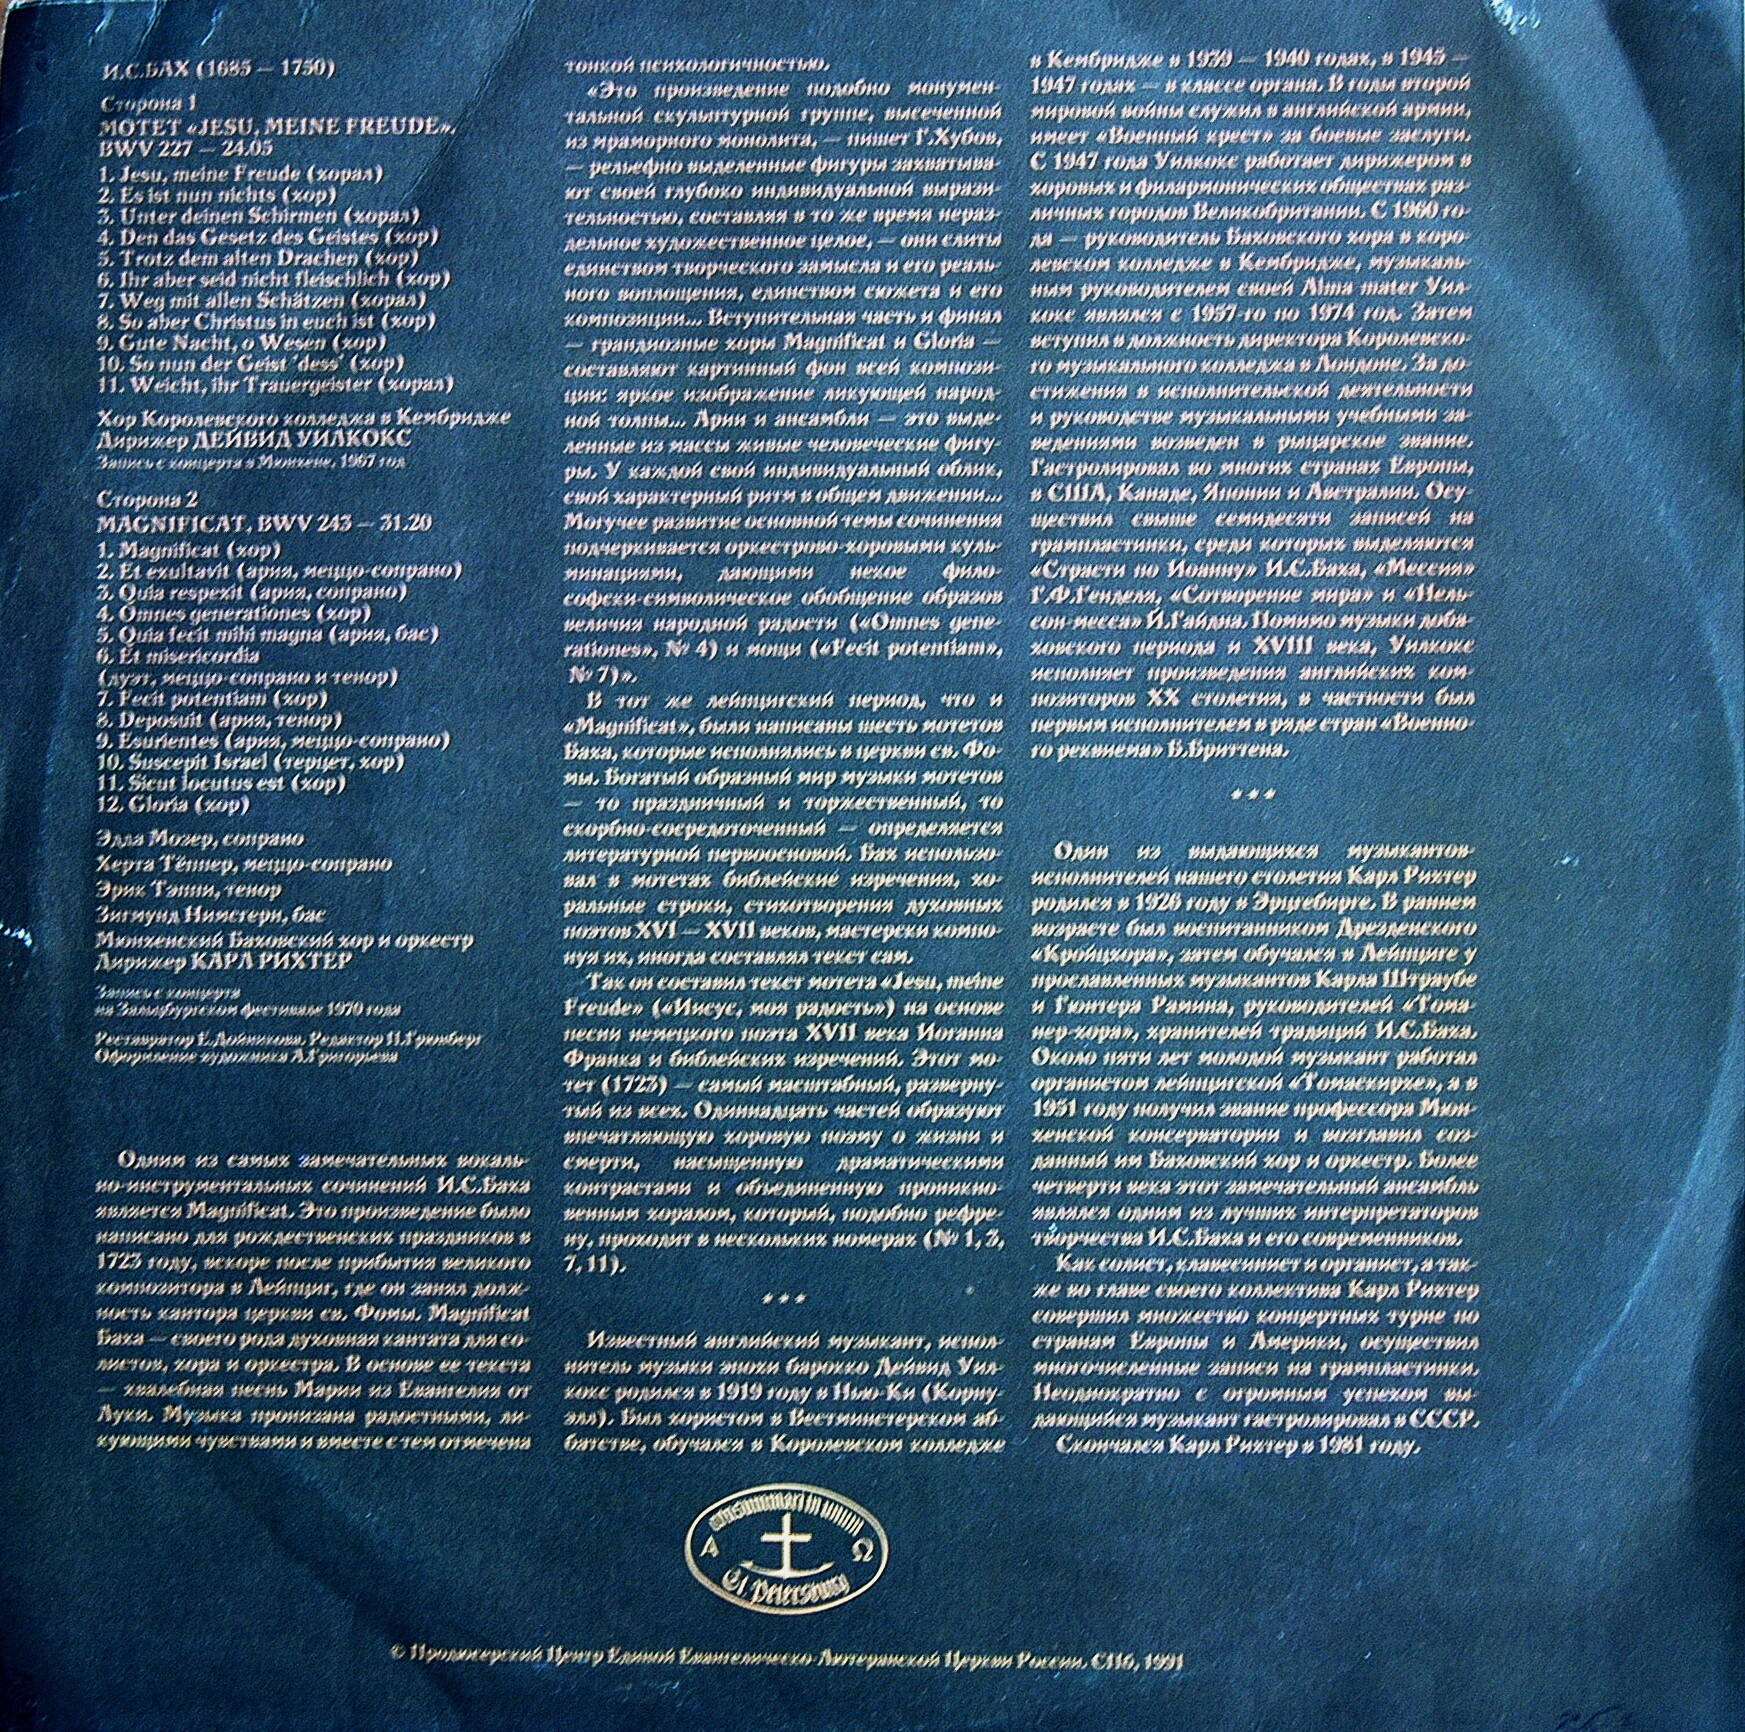 И.С.БАХ (1685 — 1750)
Сторона 1
МОТЕТ «JESU, MEINE FREUDE».
BWV 227 — 24.05
1. Jesu, meine Freude (хорал)
2. Es ist nun nichts (хор)
3. Unter deinen Schirmen (хорал)
4. Den das Gesetz des Geistes (хор)
5. Trotz dem alten Drachen (хор)
6. Ihr aber seid nicht fleischlich (хор)
7. Weg mit allen Schätzen (хорал)
8. So aber Christus in euch ist (хор)
9. Gute Nacht, o Wesen (хор)
10. So nun der Geist 'dess' (хор)
11. Weicht, ihr Trauergeister (хорал)
Хор Королевского колледжа в Кембридже
Дирижер ДЕЙВИД УИЛКОКС
Запись с концерта в Мюнхене, 1967 год
Сторона 2
MAGNIFICAT, BWV 243 — 31.20
1. Magnificat (хор)
2. Et exultavit (ария, меццо-сопрано)
3. Quia respexit (ария, сопрано)
4. Omnes generationes (хор)
5. Quia fecit mihi magna (ария, бас)
6. Et misericordia
(дуэт, меццо-сопрано и тенор)
7. Fecit potentiam (хор)
8. Deposuit (ария, тенор)
9. Esurientes (ария, меццо-сопрано)
10. Suscepit Israel (терцет, хор)
11. Sicut locutus est (хор)
12. Gloria (хор)
Эдда Мозер, сопрано
Херта Тёппер, меццо-сопрано
Эрик Тэппи, тенор
Зигмунд Нимстерн, бас
Мюнхенский Баховский хор и оркестр
Дирижер КАРЛ РИХТЕР
Запись с концерта
на Зальцбургском фестивале 1970 года
Реставратор Е.Дойникова. Редактор П.Гринберг
Оформление художника А.Григорьева
Одним из самых замечательных вокаль-
но-инструментальных сочинений И.С.Баха
является Magnificat. Это произведение было
написано для рождественских праздников в
1723 году, вскоре после прибытия великого
композитора в Лейпциг, где он занял долж-
ность кантора церкви св. Фомы. Magnificat
Баха — своего рода духовная кантата для со-
листов, хора и оркестра. В основе ее текста
— хвалебная песнь Марии из Евангелия от
Луки. Музыка пронизана радостными, ли-
кующими чувствами и вместе с тем отмечена
тонкой психологичностью.
«Это произведение подобно монумен-
тальной скульптурной группе, высеченной
из мраморного монолита, — пишет Г.Хубов,
— рельефно выделенные фигуры захватыва-
ют своей глубоко индивидуальной вырази-
тельностью, составляя в то же время нераз-
дельное художественное целое, — они слиты
единством творческого замысла и его реаль-
ного воплощения, единством сюжета и его
композиции... Вступительная часть и финал
— грандиозные хоры Magnificat и Gloria —
составляют картинный фон всей компози-
ции: яркое изображение ликующей народ-
ной толпы... Арии и ансамбли — это выде-
ленные из массы живые человеческие фигу-
ры. У каждой свой индивидуальный облик,
свой характерный ритм в общем движении...
Могучее развитие основной темы сочинения
подчеркивается оркестрово-хоровыми куль-
минациями, дающими некое фило-
софски-символическое обобщение образов
величия народной радости («Omnes gene-
rationes», № 4) и мощи («Fecit potentiam»,
№ 7)».
В тот же лейпцигский период, что и
«Magnificat», были написаны шесть мотетов
Баха, которые исполнялись в церкви св. Фо-
мы. Богатый образный мир музыки мотетов
— то праздничный и торжественный, то
скорбно-сосредоточенный — определяется
литературной первоосновой. Бах использо-
вал в мотетах библейские изречения, хо-
ральные строки, стихотворения духовных
поэтов XVI — XVII веков, мастерски компо-
нуя их, иногда составлял текст сам.
Так он составил текст мотета «Jesu, meine
Freude» («Иисус, моя радость») на основе
песни немецкого поэта XVII века Иоганна
Франка и библейских изречений. Этот мо-
тет (1723) — самый масштабный, разверну-
тый из всех. Одиннадцать частей образуют
впечатляющую хоровую поэму о жизни и
смерти, насыщенную драматическими
контрастами и объединенную проникно-
венным хоралом, который, подобно рефре-
ну, проходит в нескольких номерах (№ 1, 3,
7, 11).
* * *
Известный английский музыкант, испол-
нитель музыки эпохи барокко Дейвид Уил-
кокс родился в 1919 году в Нью-Ки (Корну-
элл). Был хористом в Вестминстерском аб-
батстве, обучался в Королевском колледже
в Кембридже в 1939 — 1940 годах, в 1945 —
1947 годах — в классе органа. В годы второй
мировой войны служил в английской армии,
имеет «Военный крест» за боевые заслуги.
С 1947 года Уилкокс работает дирижером в
хоровых и филармонических обществах раз-
личных городов Великобритании. С 1960 го-
да — руководитель Баховского хора в коро-
левском колледже в Кембридже, музыкаль-
ным руководителем своей Alma mater Уил-
кокс являлся с 1957-го по 1974 год. Затем
вступил в должность директора Королевско-
го музыкального колледжа в Лондоне. За до-
стижения в исполнительской деятельности
и руководстве музыкальными учебными за-
ведениями возведен в рыцарское звание.
Гастролировал во многих странах Европы,
в США, Канаде, Японии и Австралии. Осу-
ществил свыше семидесяти записей на
грампластинки, среди которых выделяются
«Страсти по Иоанну» И.С.Баха, «Мессия»
Г.Ф.Генделя, «Сотворение мира» и «Нель-
сон-месса» Й.Гайдна. Помимо музыки доба-
ховского периода и XVIII века, Уилкокс
исполняет произведения английских ком-
позиторов XX столетия, в частности был
первым исполнителем в ряде стран «Военно-
го реквиема» Б.Бриттена.
* * *
Один из выдающихся музыкантов-
исполнителей нашего столетия Карл Рихтер
родился в 1926 году в Эрцгебирге. В раннем
возрасте был воспитанником Дрезденского
«Кройцхора», затем обучался в Лейпциге у
прославленных музыкантов Карла Штраубе
и Гюнтера Рамина, руководителей «Тома-
нер-хора», хранителей традиций И.С.Баха.
Около пяти лет молодой музыкант работал
органистом лейпцигской «Томаскирхе», а в
1951 году получил звание профессора Мюн-
хенской консерватории и возглавил соз-
данный им Баховский хор и оркестр. Более
четверти века этот замечательный ансамбль
являлся одним из лучших интерпретаторов
творчества И.С.Баха и его современников.
Как солист, клавесинист и органист, а так-
же во главе своего коллектива Карл Рихтер
совершил множество концертных турне по
странам Европы и Америки, осуществил
многочисленные записи на грампластинки.
Неоднократно с огромным успехом вы-
дающийся музыкант гастролировал в СССР.
Скончался Карл Рихтер в 1981 году.
Consummari in unum
Α Ω
St. Petersburg
© Продюсерский Центр Единой Евангелическо-Лютеранской Церкви России. СПб, 1991